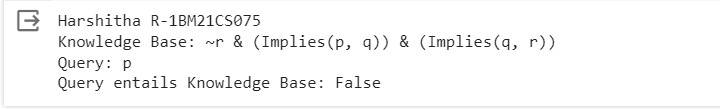 Harshitha R-1BM21CS075
Knowledge Base: ~r & (Implies(p, q)) & (Implies(q, r))
Query: p
Query entails Knowledge Base: False